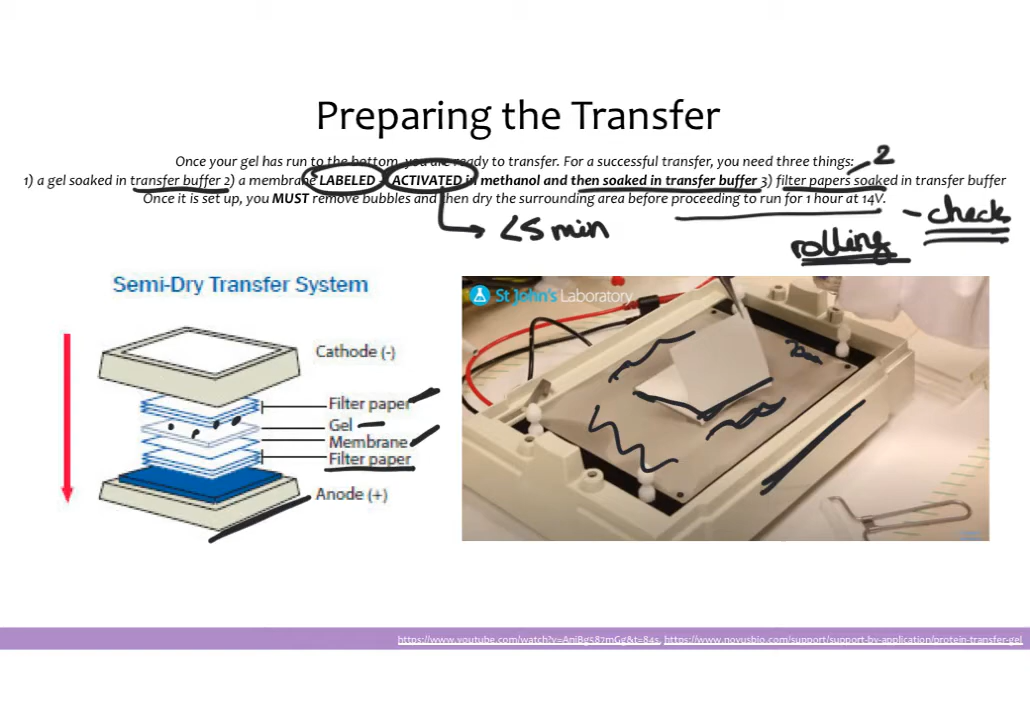 Preparing the Transfer
Once your gel has run to the bottom, you are ready to transfer. For a successful transfer, you need three things:
2
1) a gel soaked in transfer buffer 2) a membrane LABELED + ACTIVATED in methanol and then soaked in transfer buffer 3) filter papers soaked in transfer buffer
Once it is set up, you MUST remove bubbles and then dry the surrounding area before proceeding to run for 1 hour at 14V.
- check
<5 min
rolling
Semi-Dry Transfer System
St John's Laboratory
Cathode (-)
Filter paper
Gel
Membrane
Filter paper
Anode (+)
https://www.youtube.com/watch?v=AniBg587mGg&t=84s, https://www.novusbio.com/support/support-by-application/protein-transfer-gel